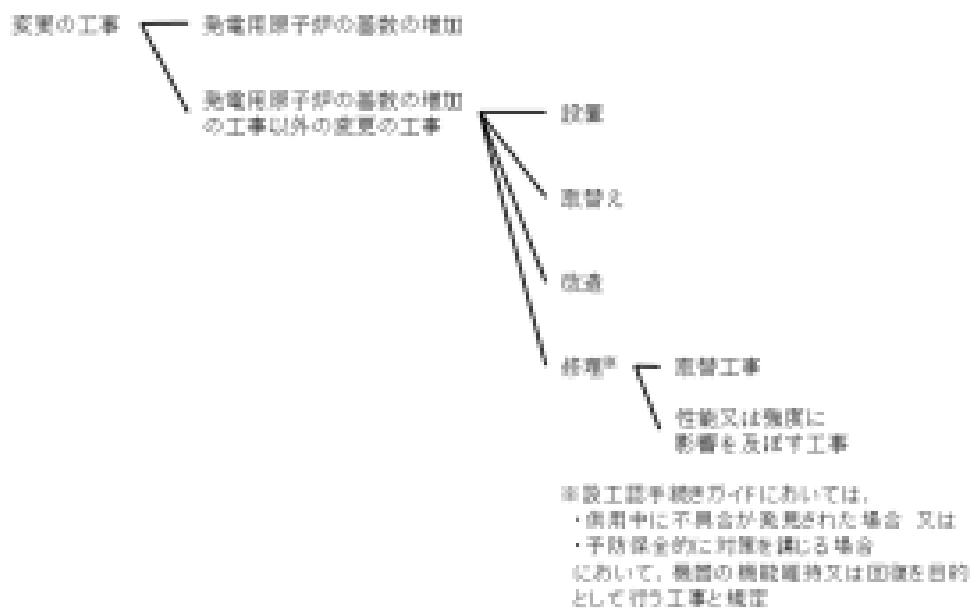 変更の工事
発電用原子炉の基数の増加
発電用原子炉の基数の増加
の工事以外の変更の工事
設置
取替え
改造
修理※
取替工事
性能又は強度に
影響を及ぼす工事
※設工認手続きガイドにおいては、
・供用中に不具合が発見された場合 又は
・予防保全的に対策を講じる場合
において、機器の機能維持又は回復を目的
として行う工事と規定